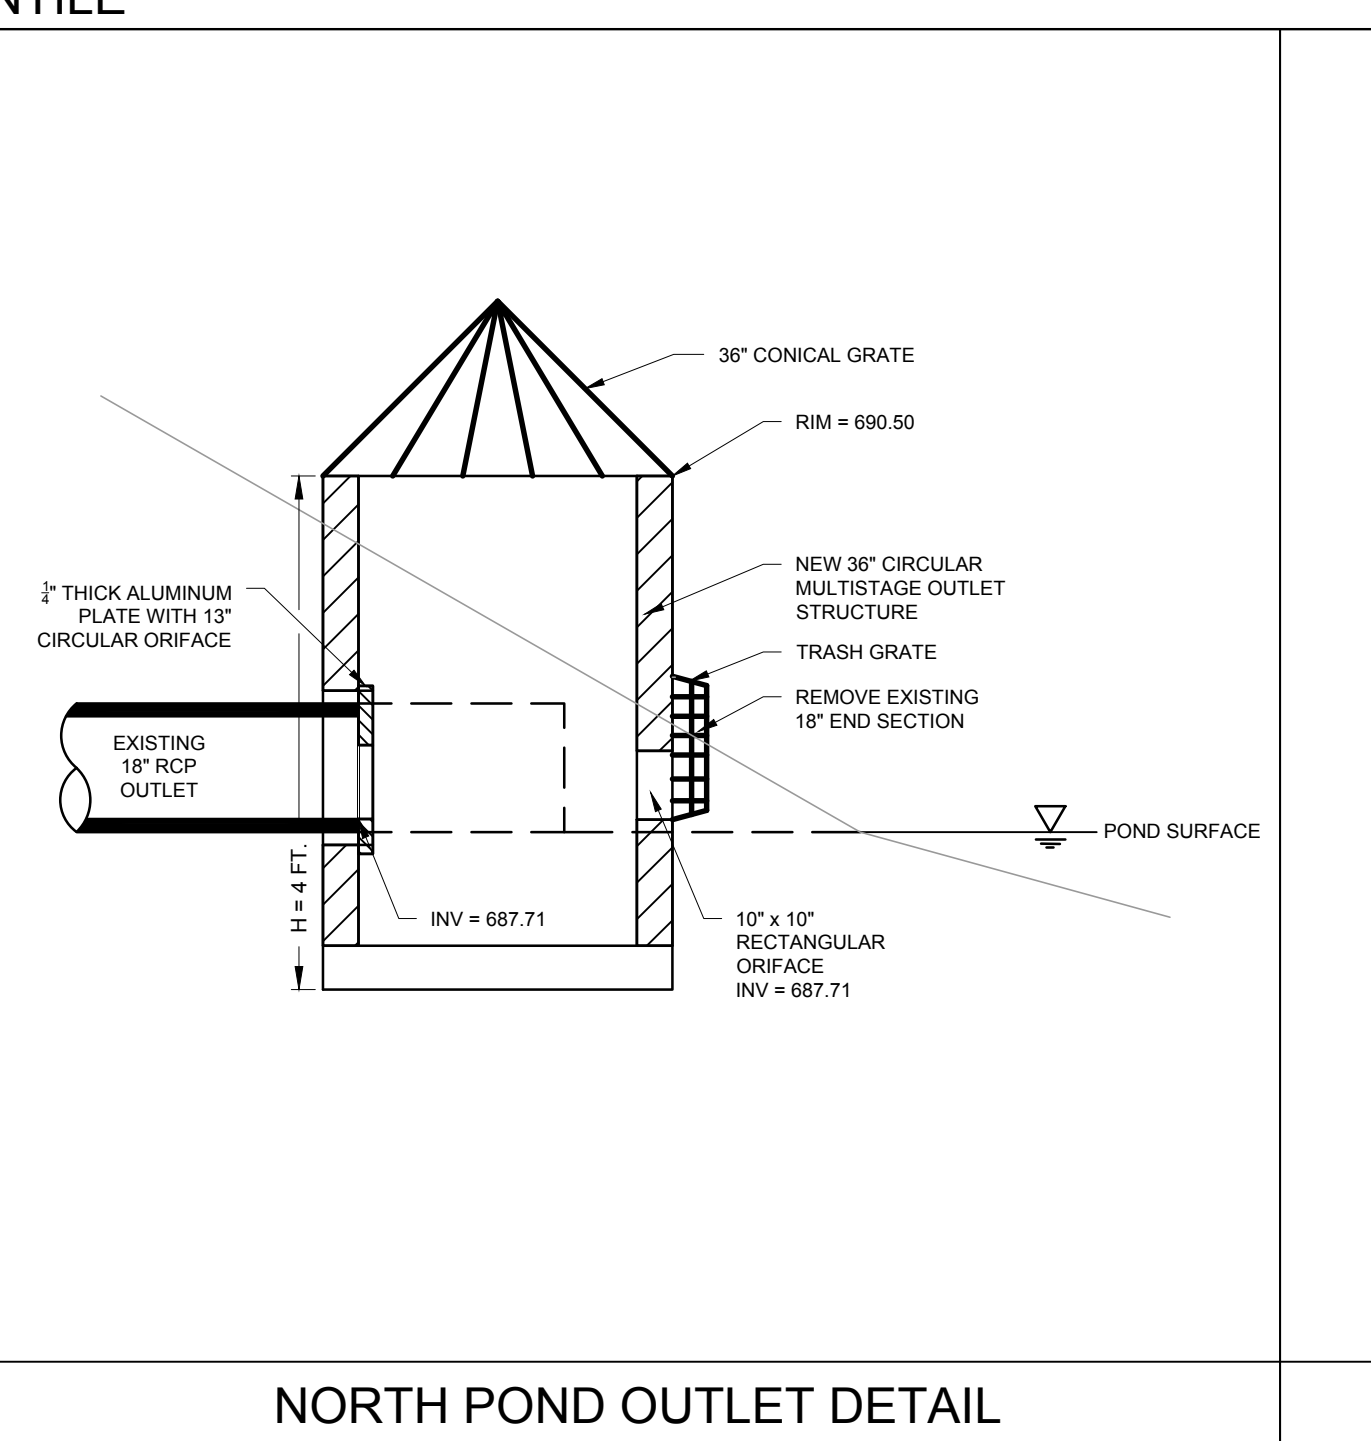 36" CONICAL GRATE
RIM = 690.50
NEW 36" CIRCULAR
MULTISTAGE OUTLET
STRUCTURE
1/4" THICK ALUMINUM
PLATE WITH 13"
CIRCULAR ORIFACE
TRASH GRATE
REMOVE EXISTING
18" END SECTION
EXISTING
18" RCP
OUTLET
POND SURFACE
H = 4 FT.
INV = 687.71
10" x 10"
RECTANGULAR
ORIFACE
INV = 687.71
NORTH POND OUTLET DETAIL